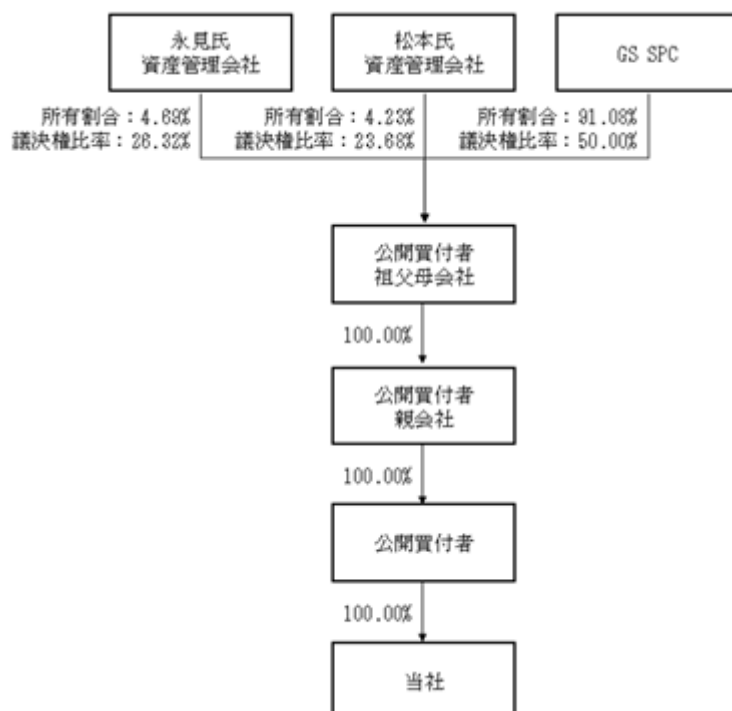 永見氏
資産管理会社
松本氏
資産管理会社
GS SPC
所有割合：4.69%
議決権比率：26.32%
所有割合：4.23%
議決権比率：23.68%
所有割合：91.08%
議決権比率：50.00%
公開買付者
祖父母会社
100.00%
公開買付者
親会社
100.00%
公開買付者
100.00%
当社